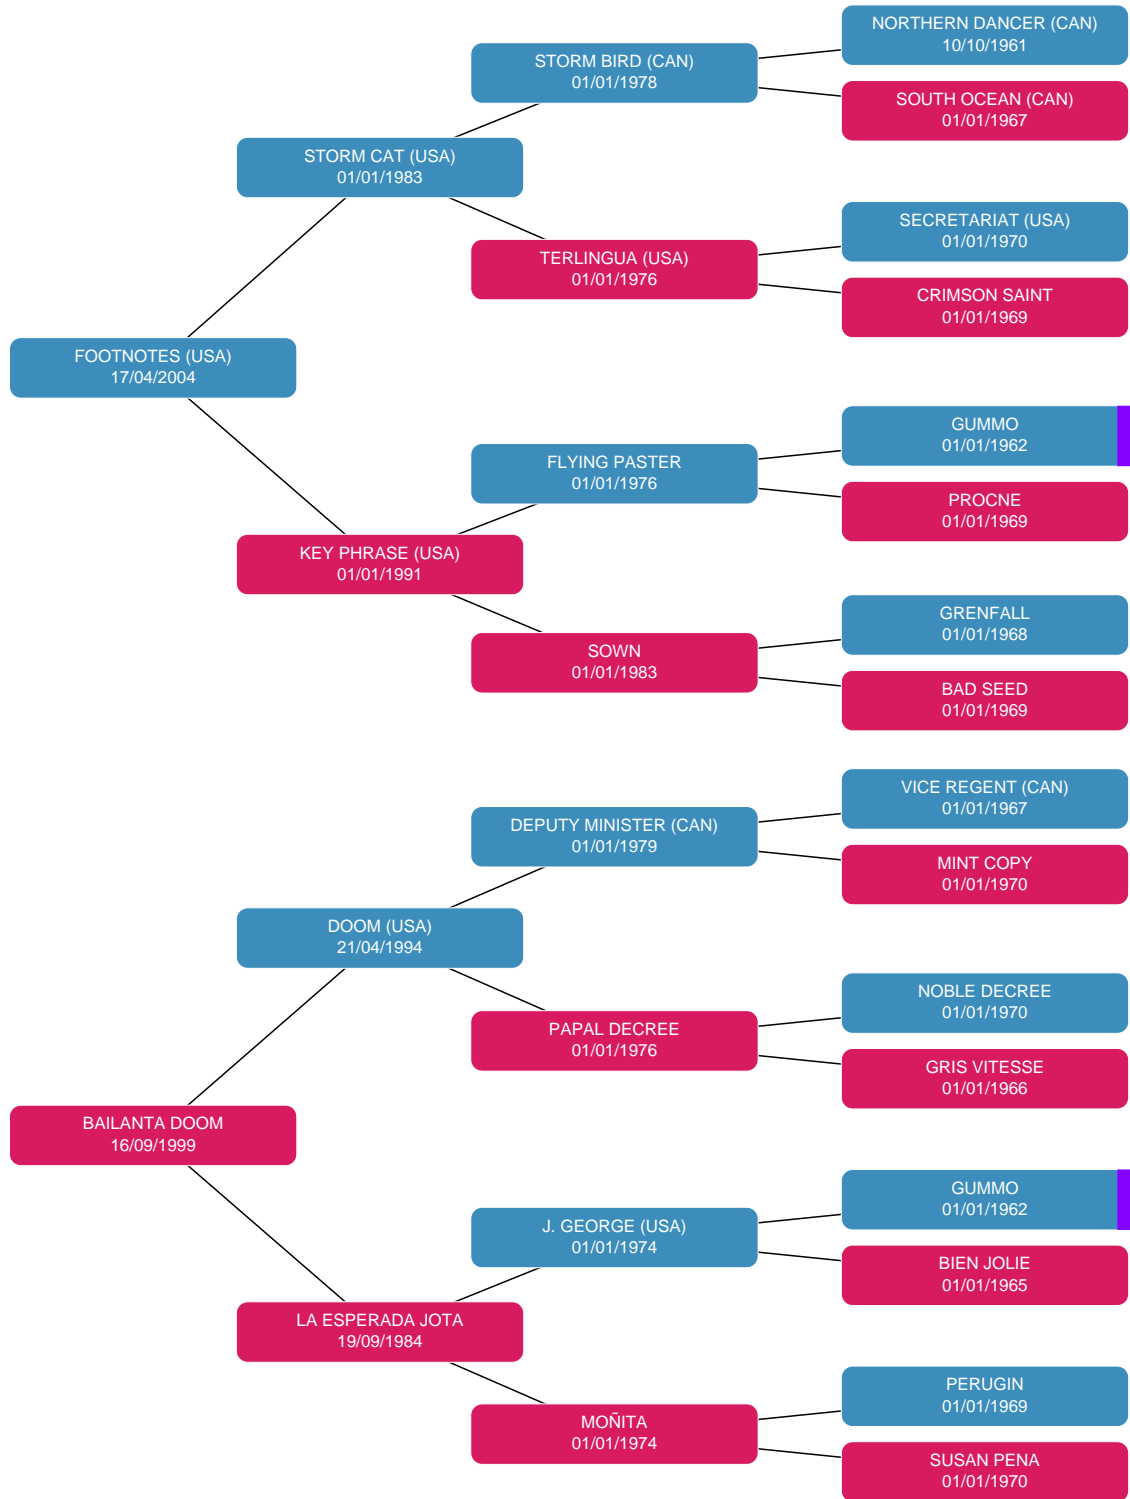 NORTHERN DANCER (CAN)
10/10/1961
STORM BIRD (CAN)
01/01/1978
SOUTH OCEAN (CAN)
01/01/1967
STORM CAT (USA)
01/01/1983
SECRETARIAT (USA)
01/01/1970
TERLINGUA (USA)
01/01/1976
CRIMSON SAINT
01/01/1969
FOOTNOTES (USA)
17/04/2004
GUMMO
01/01/1962
FLYING PASTER
01/01/1976
PROCNE
01/01/1969
KEY PHRASE (USA)
01/01/1991
GRENFALL
01/01/1968
SOWN
01/01/1983
BAD SEED
01/01/1969
VICE REGENT (CAN)
01/01/1967
DEPUTY MINISTER (CAN)
01/01/1979
MINT COPY
01/01/1970
DOOM (USA)
21/04/1994
NOBLE DECREE
01/01/1970
PAPAL DECREE
01/01/1976
GRIS VITESSE
01/01/1966
BAILANTA DOOM
16/09/1999
GUMMO
01/01/1962
J. GEORGE (USA)
01/01/1974
BIEN JOLIE
01/01/1965
LA ESPERADA JOTA
19/09/1984
PERUGIN
01/01/1969
MOÑITA
01/01/1974
SUSAN PENA
01/01/1970